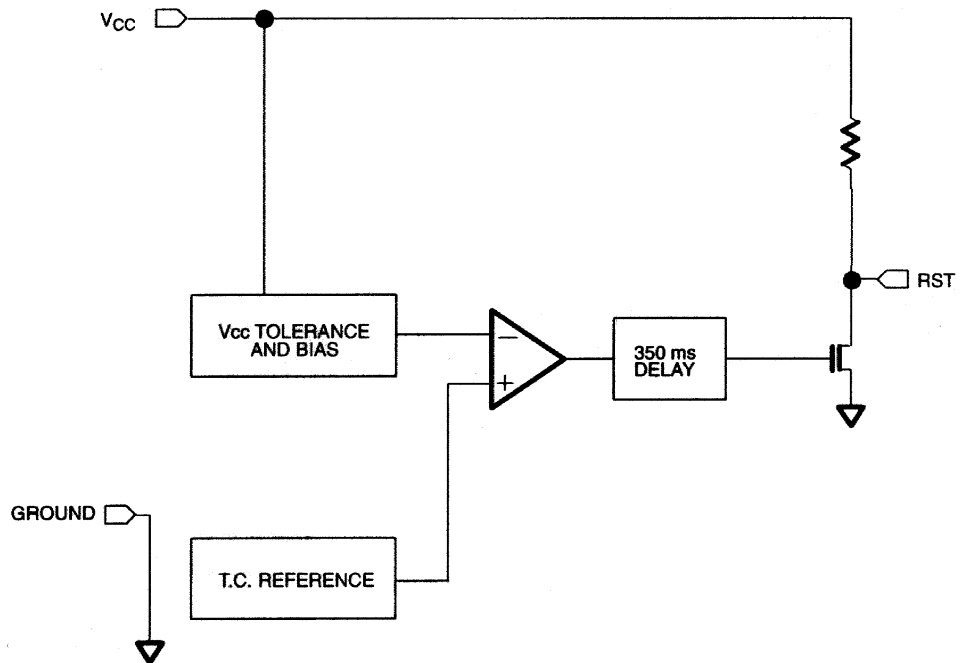 VCC
RST
Vcc TOLERANCE
AND BIAS
−
+
350 ms
DELAY
GROUND
T.C. REFERENCE